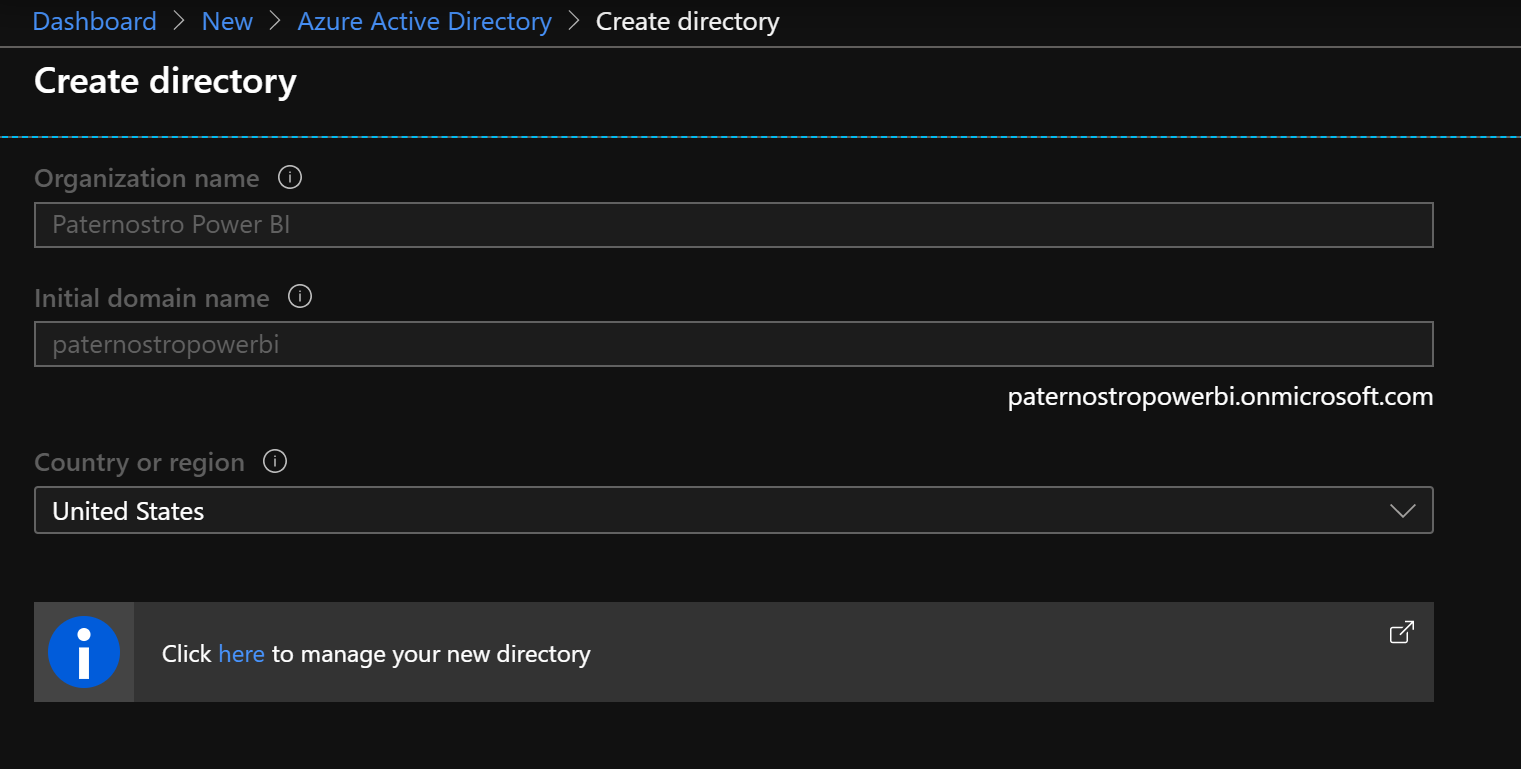 Dashboard > New > Azure Active Directory > Create directory
Create directory
Organization name
Paternostro Power BI
Initial domain name
paternostropowerbi
paternostropowerbi.onmicrosoft.com
Country or region
United States
Click here to manage your new directory